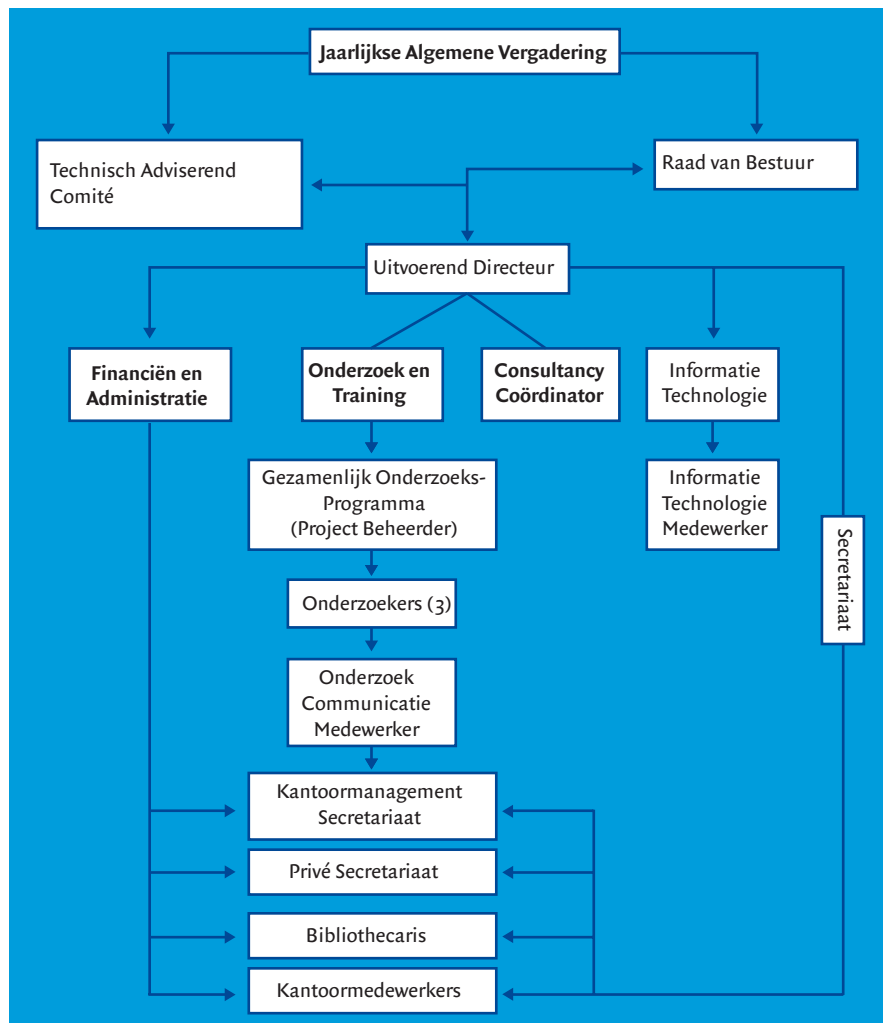 Jaarlijkse Algemene Vergadering
Technisch Adviserend
Comité
Raad van Bestuur
Uitvoerend Directeur
Financiën en
Administratie
Onderzoek en
Training
Consultancy
Coördinator
Informatie
Technologie
Gezamenlijk Onderzoeks-
Programma
(Project Beheerder)
Informatie
Technologie
Medewerker
Secretariaat
Onderzoekers (3)
Onderzoek
Communicatie
Medewerker
Kantoormanagement
Secretariaat
Privé Secretariaat
Bibliothecaris
Kantoormedewerkers